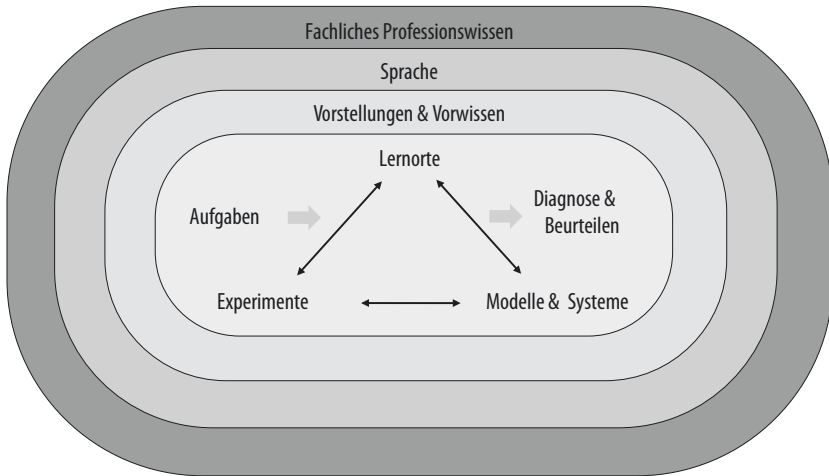 Fachliches Professionswissen
Sprache
Vorstellungen & Vorwissen
Lernorte
Aufgaben
Diagnose &
Beurteilen
Experimente
Modelle & Systeme